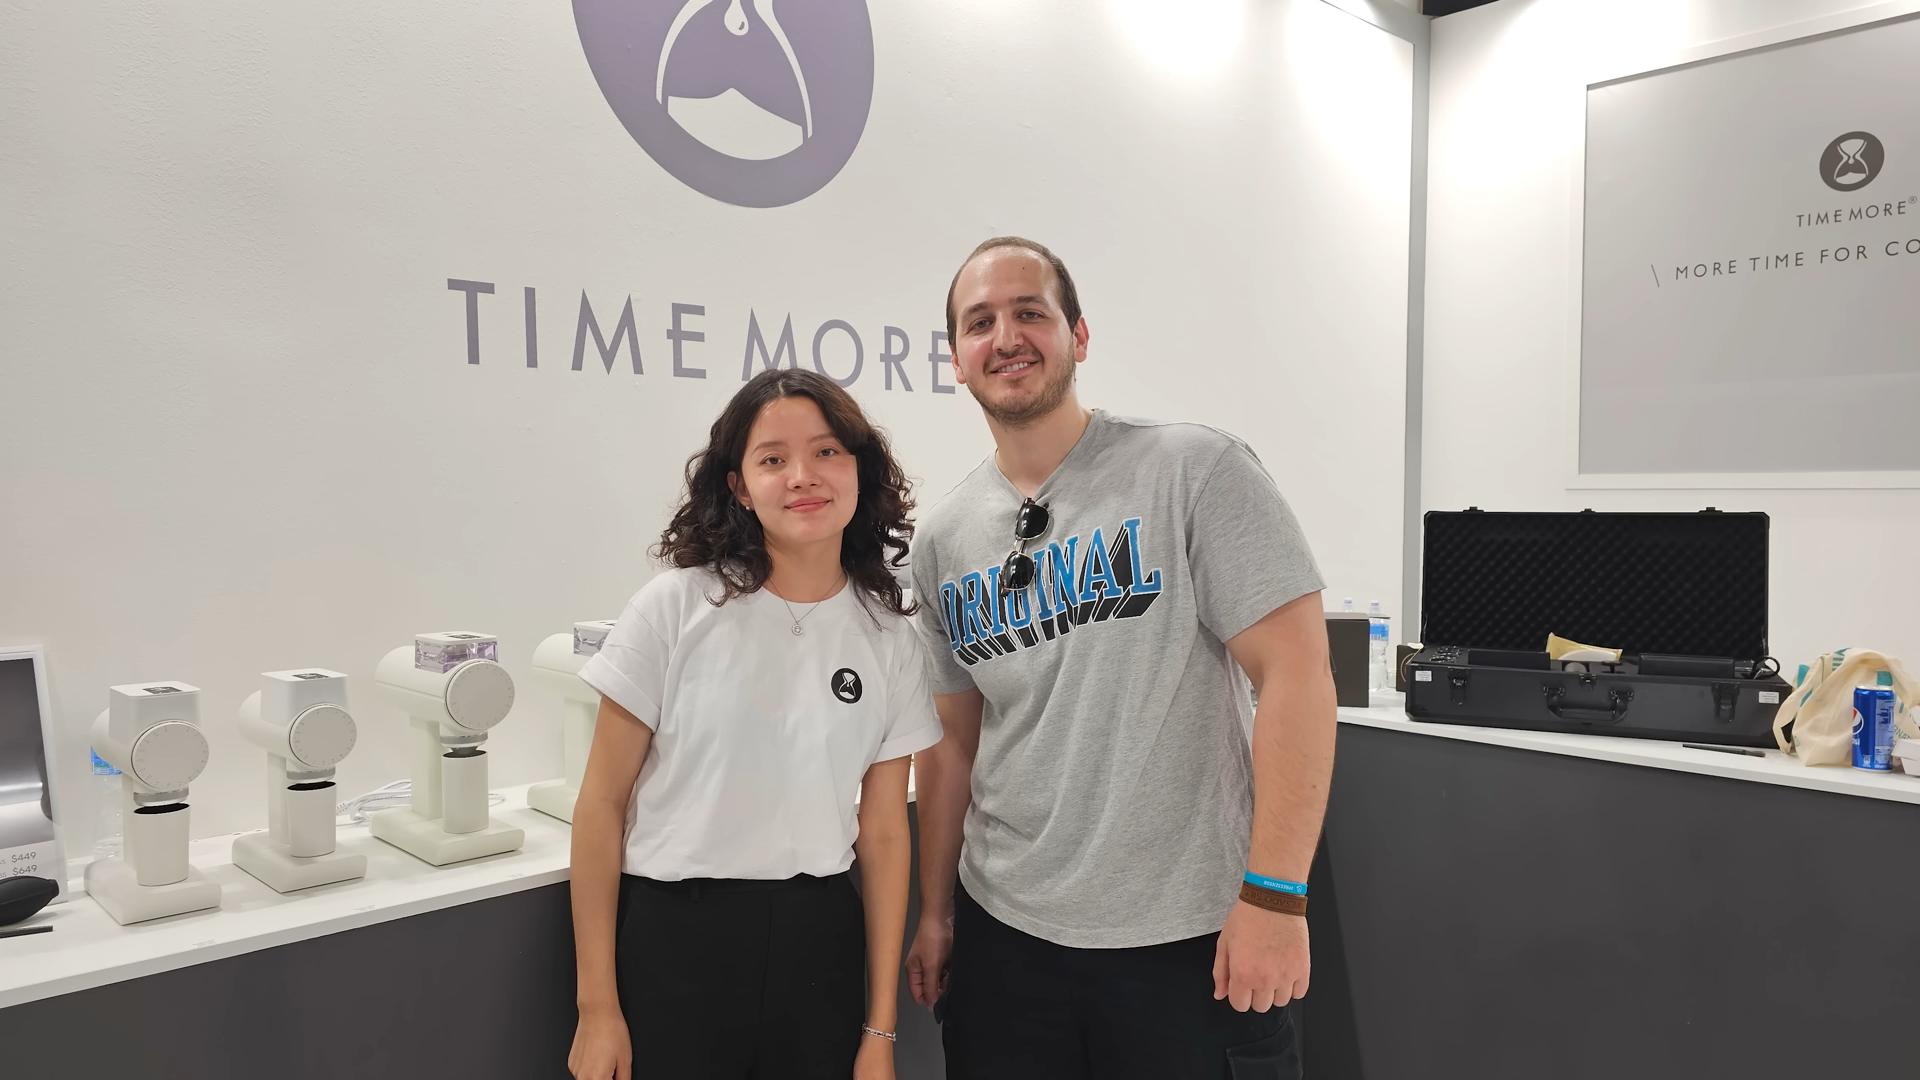 TIMEMORE
TIMEMORE®
\ MORE TIME FOR CO
ORIGINAL
$449
$649